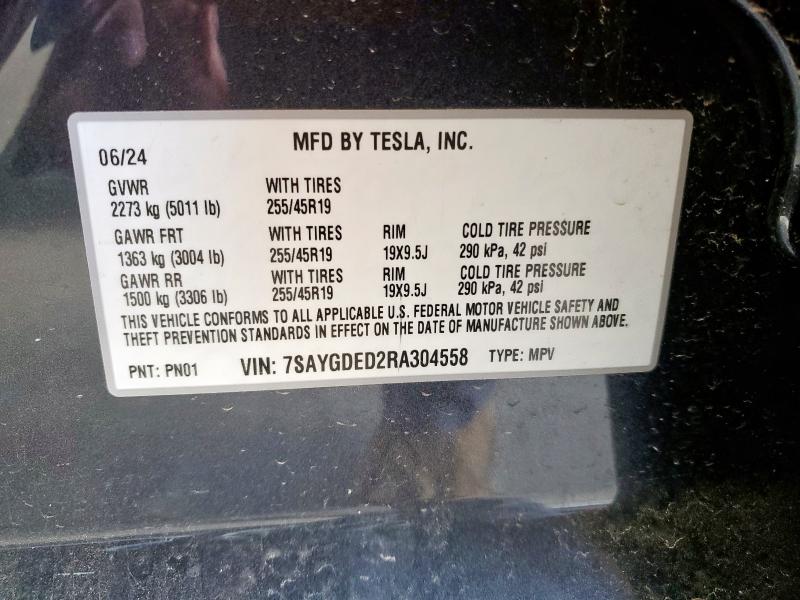 MFD BY TESLA, INC.
06/24
GVWR WITH TIRES
2273 kg (5011 lb) 255/45R19
GAWR FRT WITH TIRES RIM COLD TIRE PRESSURE
1363 kg (3004 lb) 255/45R19 19X9.5J 290 kPa, 42 psi
GAWR RR WITH TIRES RIM COLD TIRE PRESSURE
1500 kg (3306 lb) 255/45R19 19X9.5J 290 kPa, 42 psi
THIS VEHICLE CONFORMS TO ALL APPLICABLE U.S. FEDERAL MOTOR VEHICLE SAFETY AND
THEFT PREVENTION STANDARDS IN EFFECT ON THE DATE OF MANUFACTURE SHOWN ABOVE.
PNT: PN01 VIN: 7SAYGDED2RA304558 TYPE: MPV